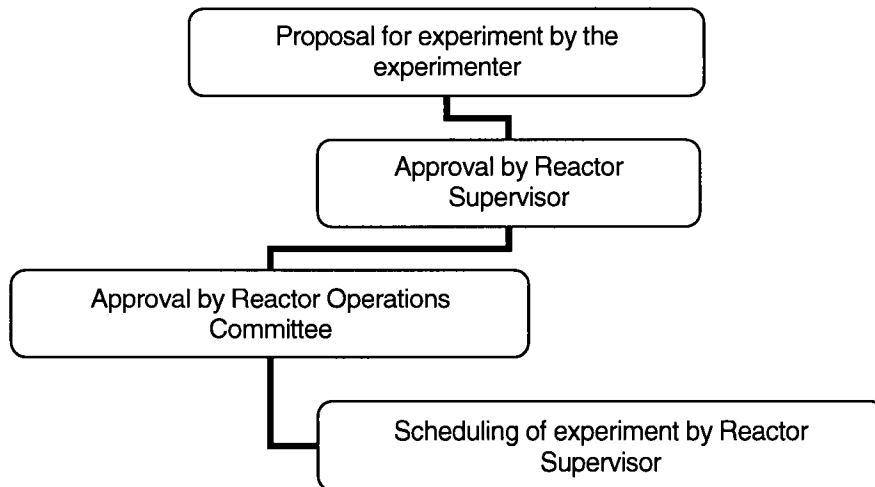 Proposal for experiment by the
experimenter
Approval by Reactor
Supervisor
Approval by Reactor Operations
Committee
Scheduling of experiment by Reactor
Supervisor